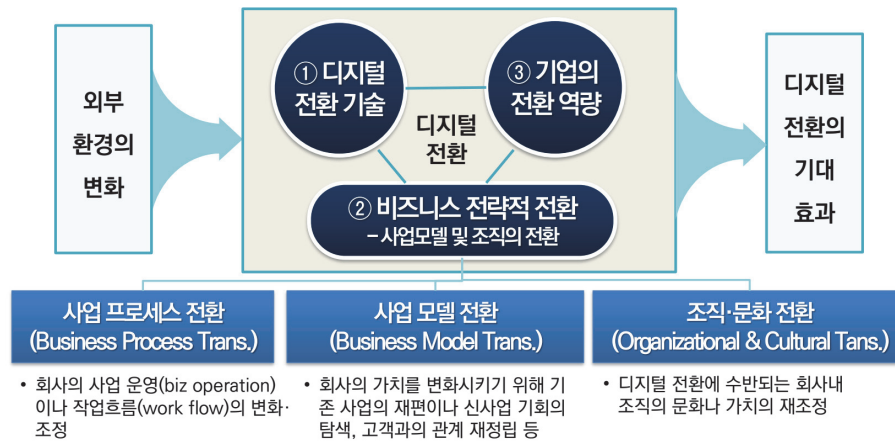 외부
환경의
변화
① 디지털
전환 기술
③ 기업의
전환 역량
디지털
전환
② 비즈니스 전략적 전환
– 사업모델 및 조직의 전환
디지털
전환의
기대
효과
사업 프로세스 전환
(Business Process Trans.)
• 회사의 사업 운영(biz operation)
이나 작업흐름(work flow)의 변화·
조정
사업 모델 전환
(Business Model Trans.)
• 회사의 가치를 변화시키기 위해 기
존 사업의 재편이나 신사업 기회의
탐색, 고객과의 관계 재정립 등
조직·문화 전환
(Organizational & Cultural Tans.)
• 디지털 전환에 수반되는 회사내
조직의 문화나 가치의 재조정